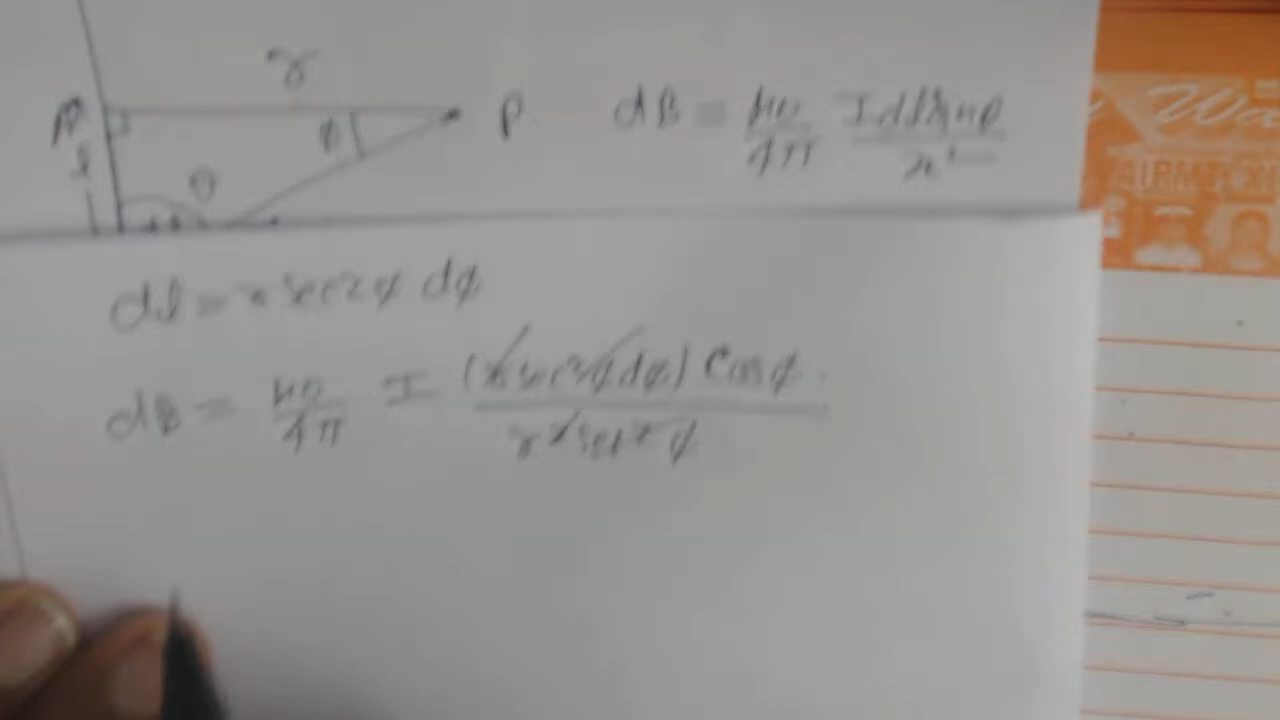 r
P
l
θ
φ
dB = μ0/4π I dl sinθ/x²
dl = r sec2φ dφ
dB = μ0/4π I (r sec2φ dφ) cosφ / r² sec²φ